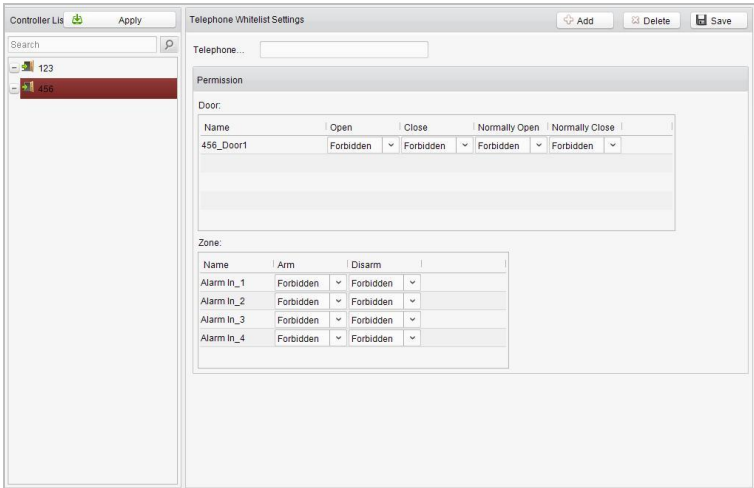 Controller Lis Apply
Search
123
456
Telephone Whitelist Settings Add Delete Save
Telephone...
Permission
Door:
Name Open Close Normally Open Normally Close
456_Door1 Forbidden Forbidden Forbidden Forbidden
Zone:
Name Arm Disarm
Alarm In_1 Forbidden Forbidden
Alarm In_2 Forbidden Forbidden
Alarm In_3 Forbidden Forbidden
Alarm In_4 Forbidden Forbidden